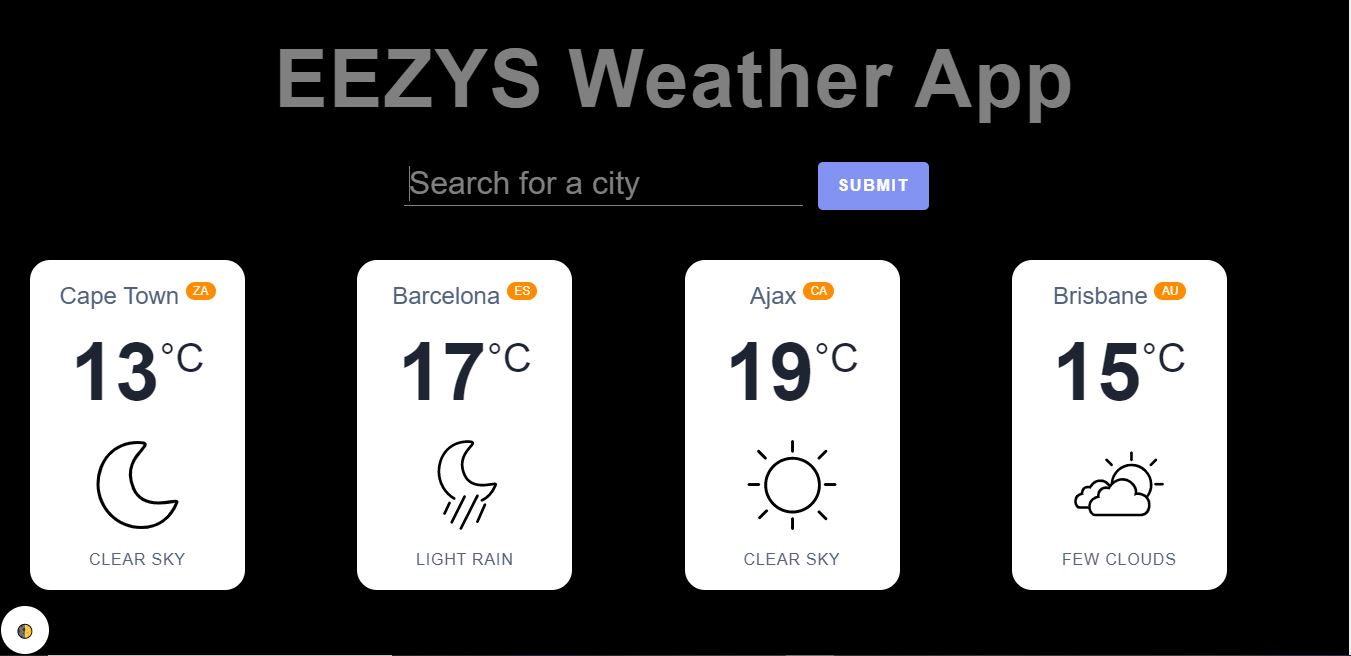 EEZYS Weather App
Search for a city
SUBMIT
Cape Town ZA
13°C
CLEAR SKY
Barcelona ES
17°C
LIGHT RAIN
Ajax CA
19°C
CLEAR SKY
Brisbane AU
15°C
FEW CLOUDS